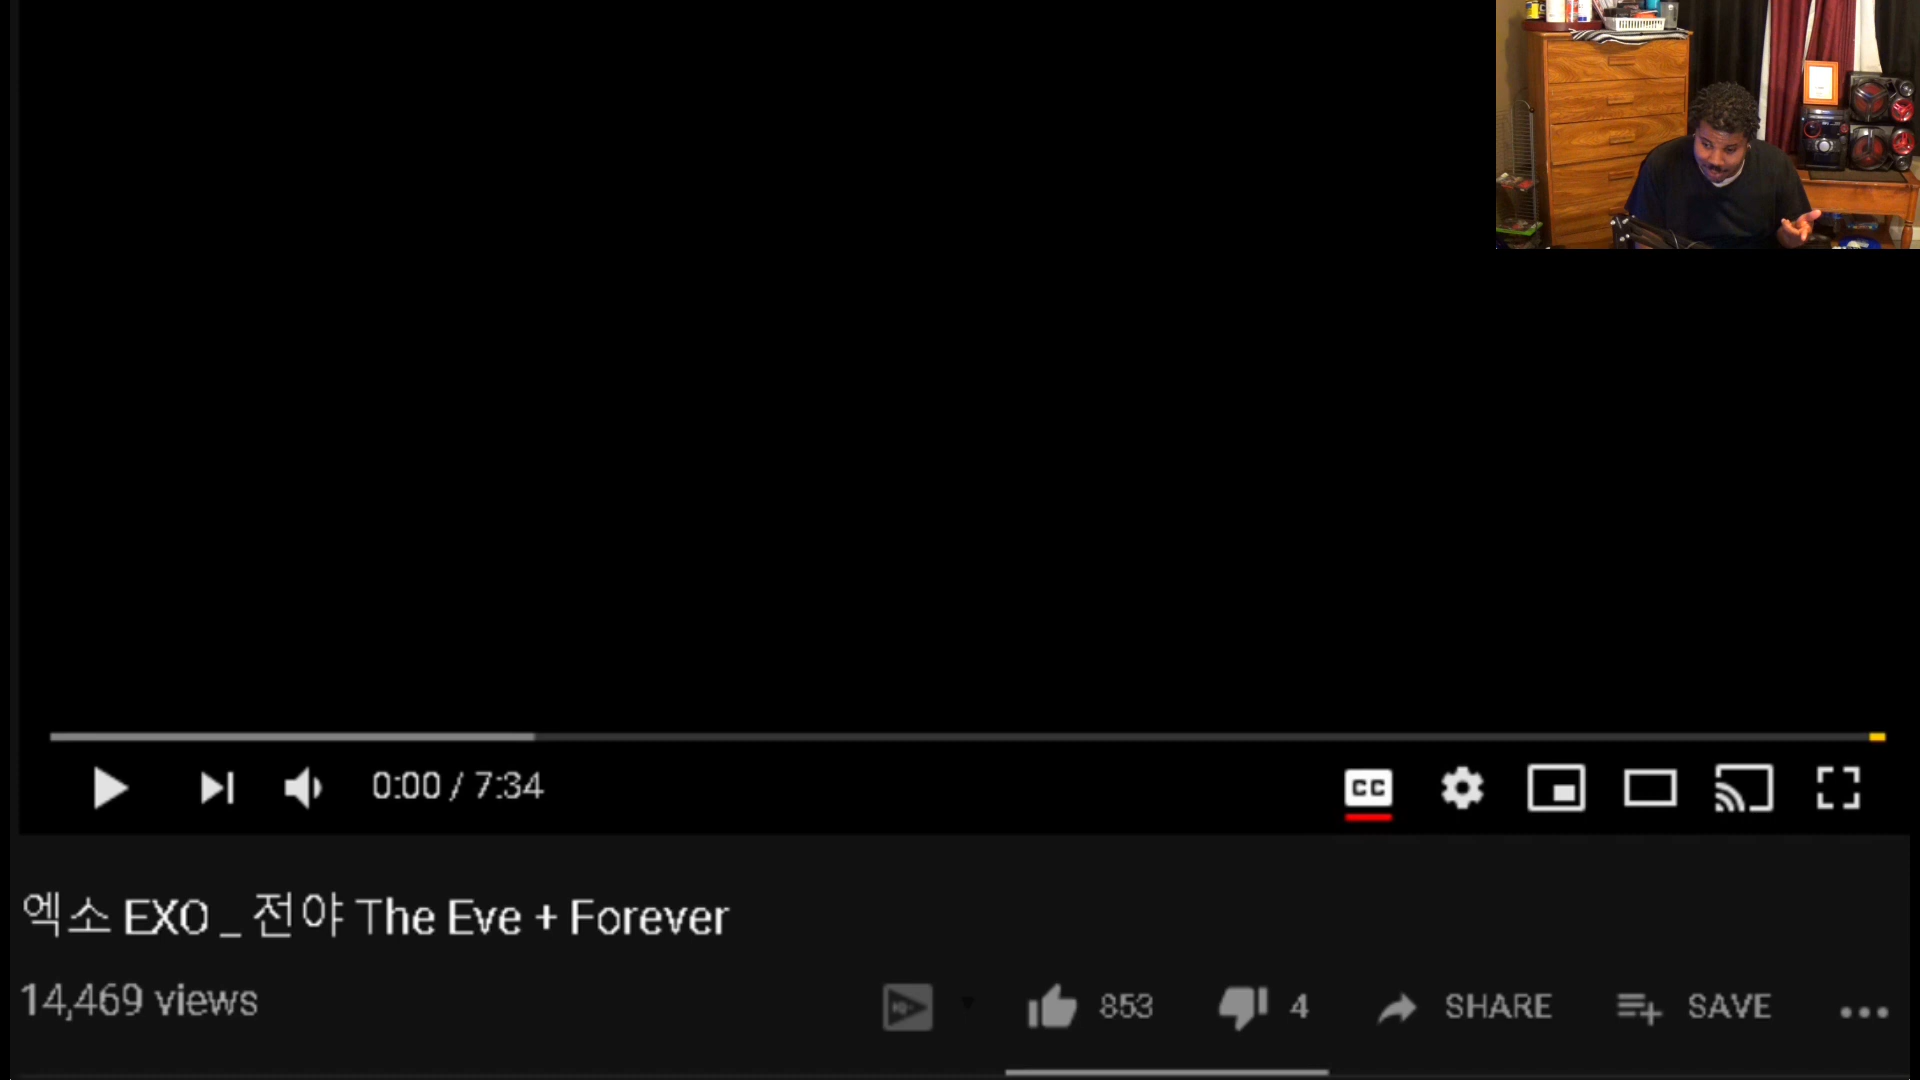 0:00 / 7:34
CC
엑소 EXO _ 전야 The Eve + Forever
14,469 views
853
4
SHARE
SAVE